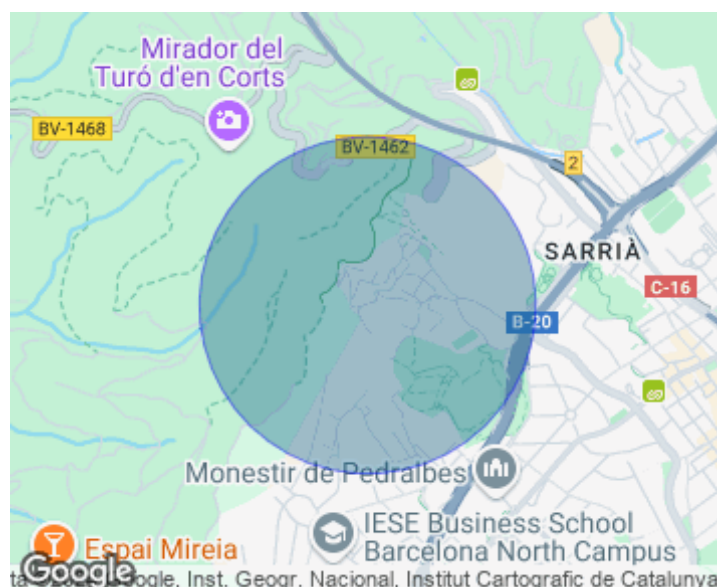 Mirador del
Turó d'en Corts
BV-1468
BV-1462
2
SARRIÀ
C-16
B-20
Monestir de Pedralbes
IESE Business School
Barcelona North Campus
Espai Mireia
Google
Inst. Geogr. Nacional, Institut Cartogràfic de Catalunya